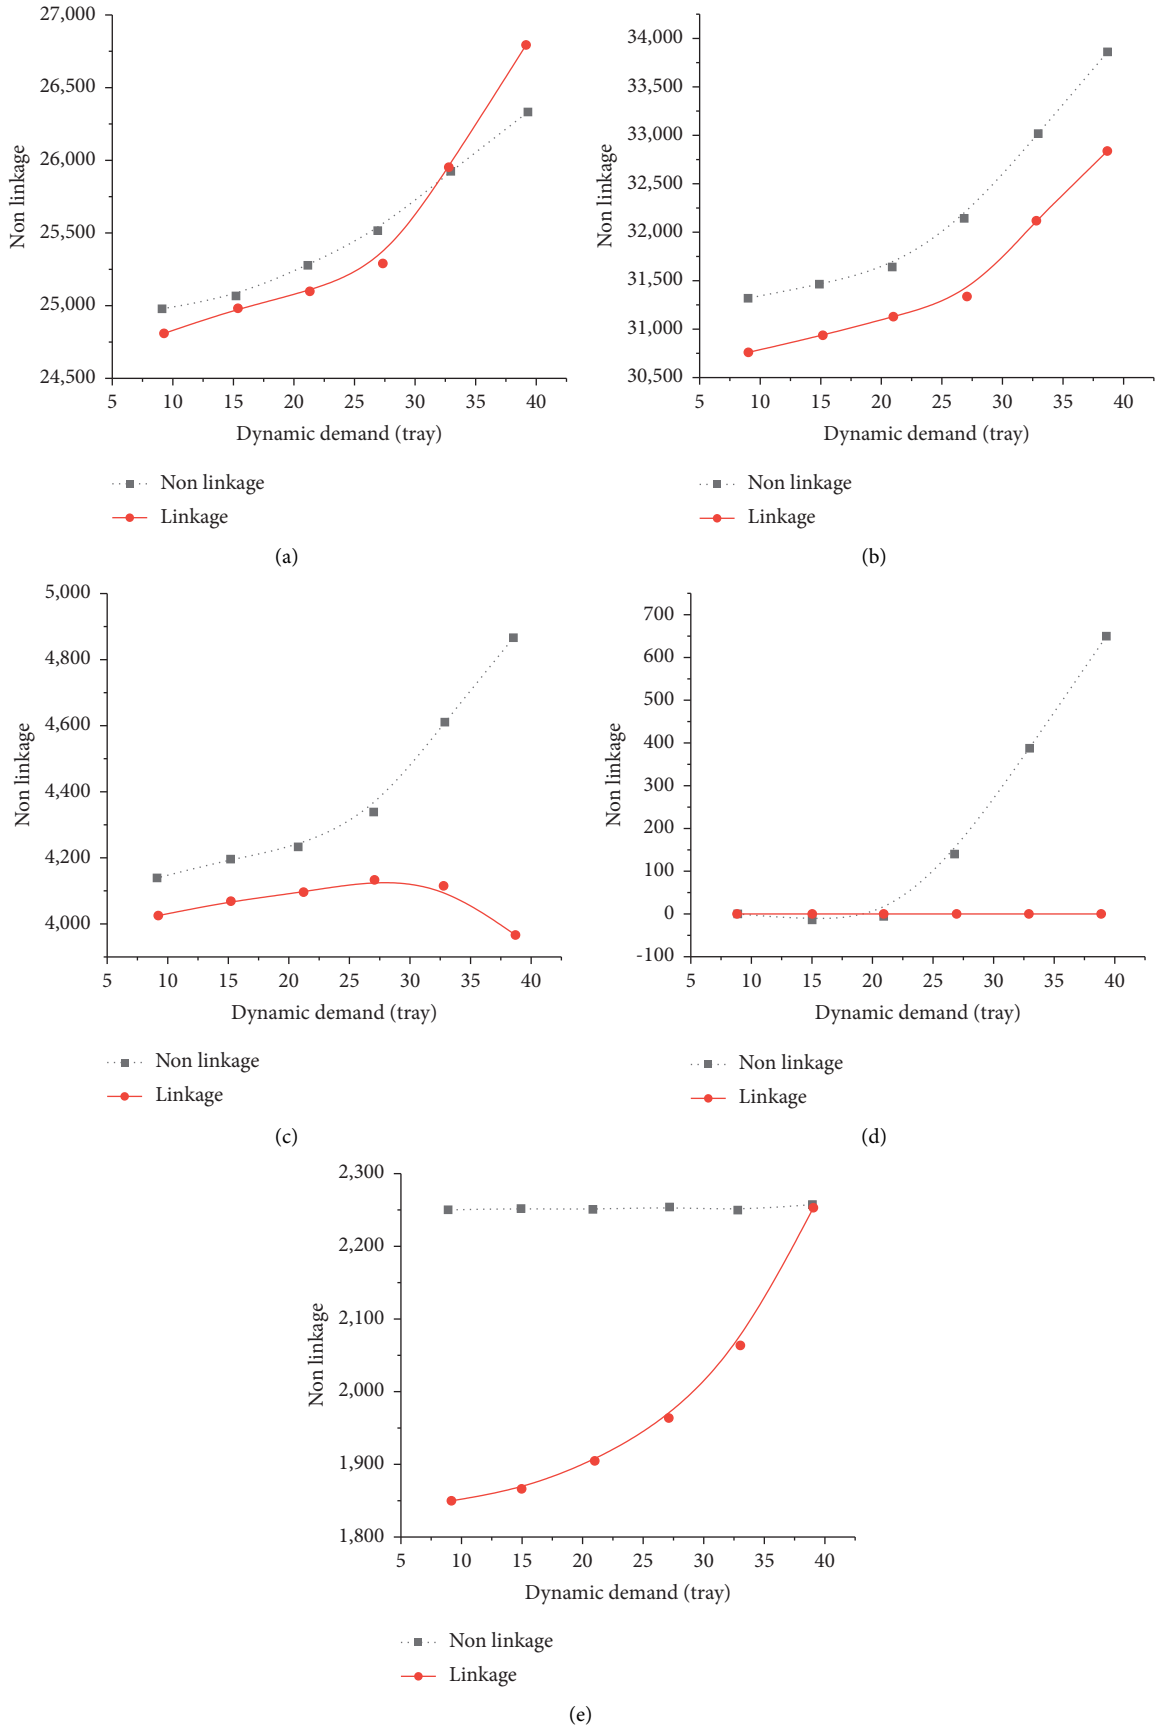 27,000
26,500
26,000
25,500
25,000
24,500
Non linkage
5 10 15 20 25 30 35 40
Dynamic demand (tray)
Non linkage
Linkage
(a)
34,000
33,500
33,000
32,500
32,000
31,500
31,000
30,500
Non linkage
5 10 15 20 25 30 35 40
Dynamic demand (tray)
Non linkage
Linkage
(b)
5,000
4,800
4,600
4,400
4,200
4,000
Non linkage
5 10 15 20 25 30 35 40
Dynamic demand (tray)
Non linkage
Linkage
(c)
700
600
500
400
300
200
100
0
-100
Non linkage
5 10 15 20 25 30 35 40
Dynamic demand (tray)
Non linkage
Linkage
(d)
2,300
2,200
2,100
2,000
1,900
1,800
Non linkage
5 10 15 20 25 30 35 40
Dynamic demand (tray)
Non linkage
Linkage
(e)